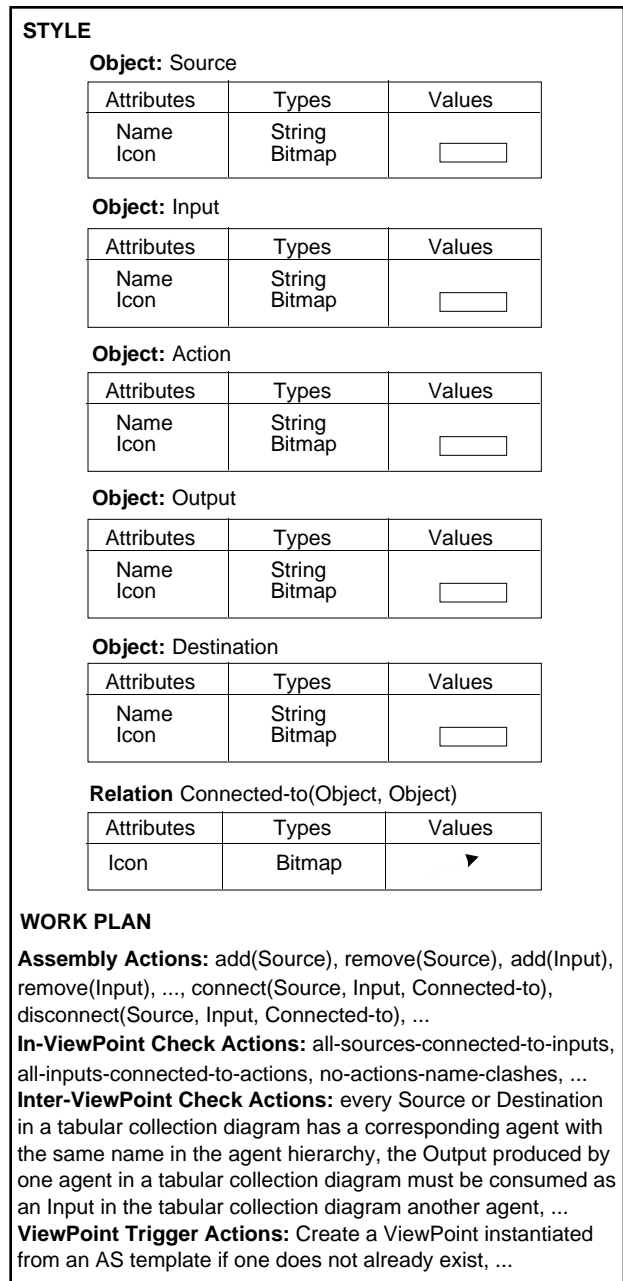 STYLE
Object: Source
Attributes Types Values
Name String
Icon Bitmap
Object: Input
Attributes Types Values
Name String
Icon Bitmap
Object: Action
Attributes Types Values
Name String
Icon Bitmap
Object: Output
Attributes Types Values
Name String
Icon Bitmap
Object: Destination
Attributes Types Values
Name String
Icon Bitmap
Relation Connected-to(Object, Object)
Attributes Types Values
Icon Bitmap
WORK PLAN
Assembly Actions: add(Source), remove(Source), add(Input),
remove(Input), ..., connect(Source, Input, Connected-to),
disconnect(Source, Input, Connected-to), ...
In-ViewPoint Check Actions: all-sources-connected-to-inputs,
all-inputs-connected-to-actions, no-actions-name-clashes, ...
Inter-ViewPoint Check Actions: every Source or Destination
in a tabular collection diagram has a corresponding agent with
the same name in the agent hierarchy, the Output produced by
one agent in a tabular collection diagram must be consumed as
an Input in the tabular collection diagram another agent, ...
ViewPoint Trigger Actions: Create a ViewPoint instantiated
from an AS template if one does not already exist, ...